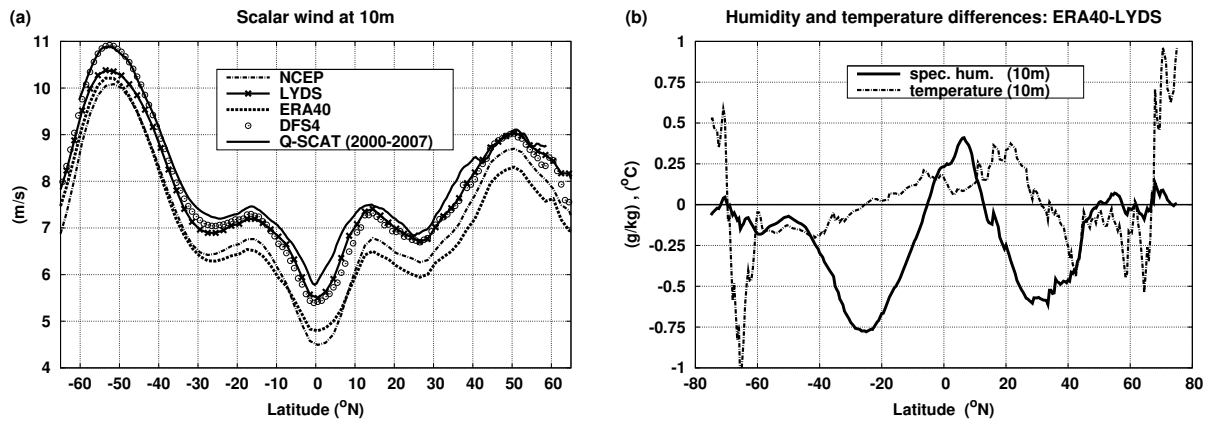 (a)
Scalar wind at 10m
11
10
9
8
7
6
5
4
(m/s)
NCEP
LYDS
ERA40
DFS4
Q-SCAT (2000-2007)
-60 -50 -40 -30 -20 -10 0 10 20 30 40 50 60
Latitude (°N)
(b)
Humidity and temperature differences: ERA40-LYDS
1
0.75
0.5
0.25
0
-0.25
-0.5
-0.75
-1
(g/kg) , (°C)
spec. hum. (10m)
temperature (10m)
-80 -60 -40 -20 0 20 40 60 80
Latitude (°N)